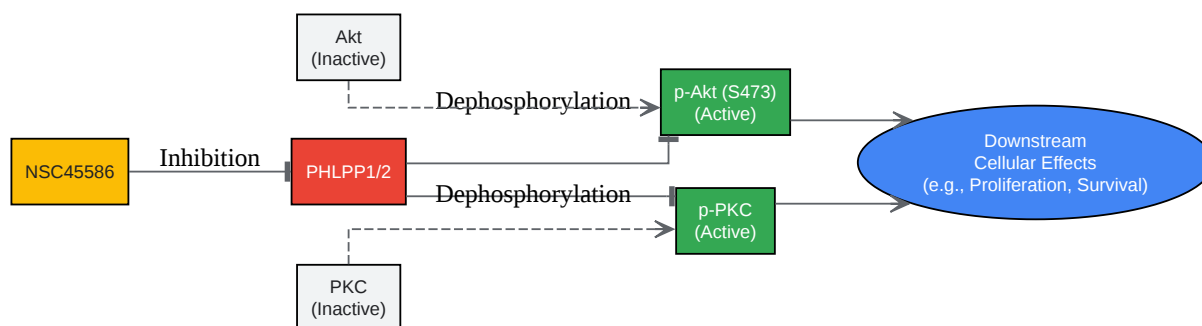 Akt
(Inactive)
Dephosphorylation
p-Akt (S473)
(Active)
NSC45586
Inhibition
PHLPP1/2
Downstream
Cellular Effects
(e.g., Proliferation, Survival)
Dephosphorylation
p-PKC
(Active)
PKC
(Inactive)